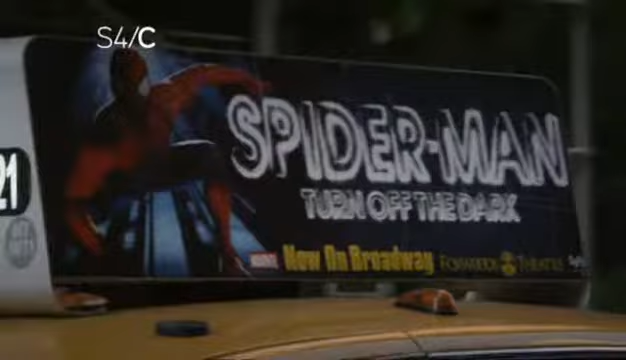 S4/C
21
SPIDER-MAN
TURN OFF THE DARK
MARVEL Now On Broadway FOXWOODS THEATRE